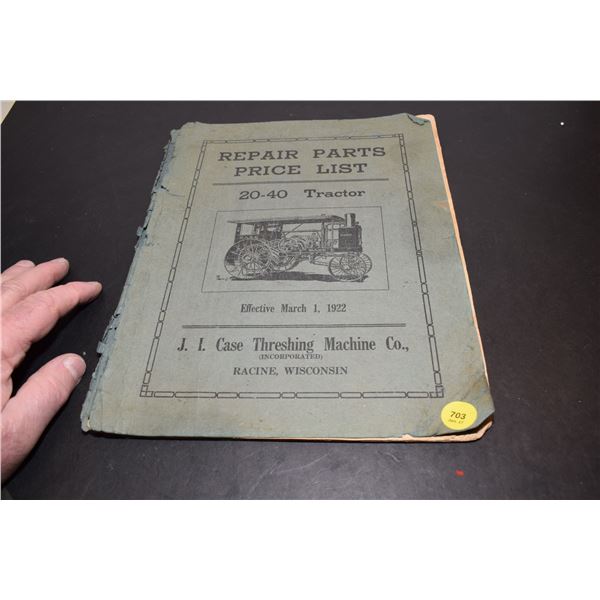 REPAIR PARTS
PRICE LIST
20-40 Tractor
Effective March 1, 1922
J. I. Case Threshing Machine Co.,
(INCORPORATED)
RACINE, WISCONSIN
703